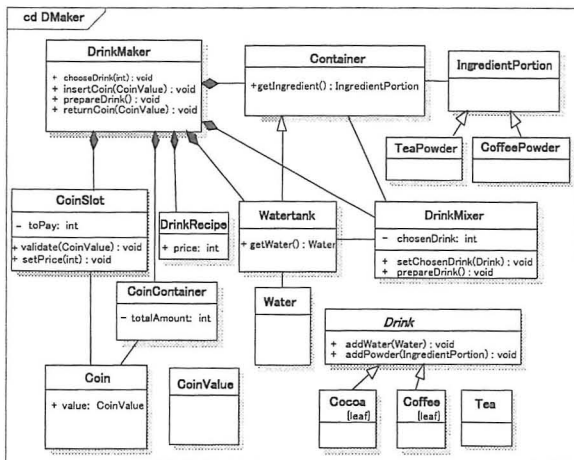 cd DMaker
DrinkMaker
+ chooseDrink(int) : void
+ insertCoin(CoinValue) : void
+ prepareDrink() : void
+ returnCoin(CoinValue) : void
Container
+getIngredient() : IngredientPortion
IngredientPortion
TeaPowder
CoffeePowder
CoinSlot
- toPay: int
+validate(CoinValue) : void
+setPrice(int) : void
DrinkRecipe
+ price: int
Watertank
+getWater() : Water
DrinkMixer
- chosenDrink: int
+ setChosenDrink(Drink) : void
+ prepareDrink() : void
CoinContainer
- totalAmount: int
Water
Drink
+ addWater(Water) : void
+ addPowder(IngredientPortion) : void
Coin
+ value: CoinValue
CoinValue
Cocoa
{leaf}
Coffee
{leaf}
Tea